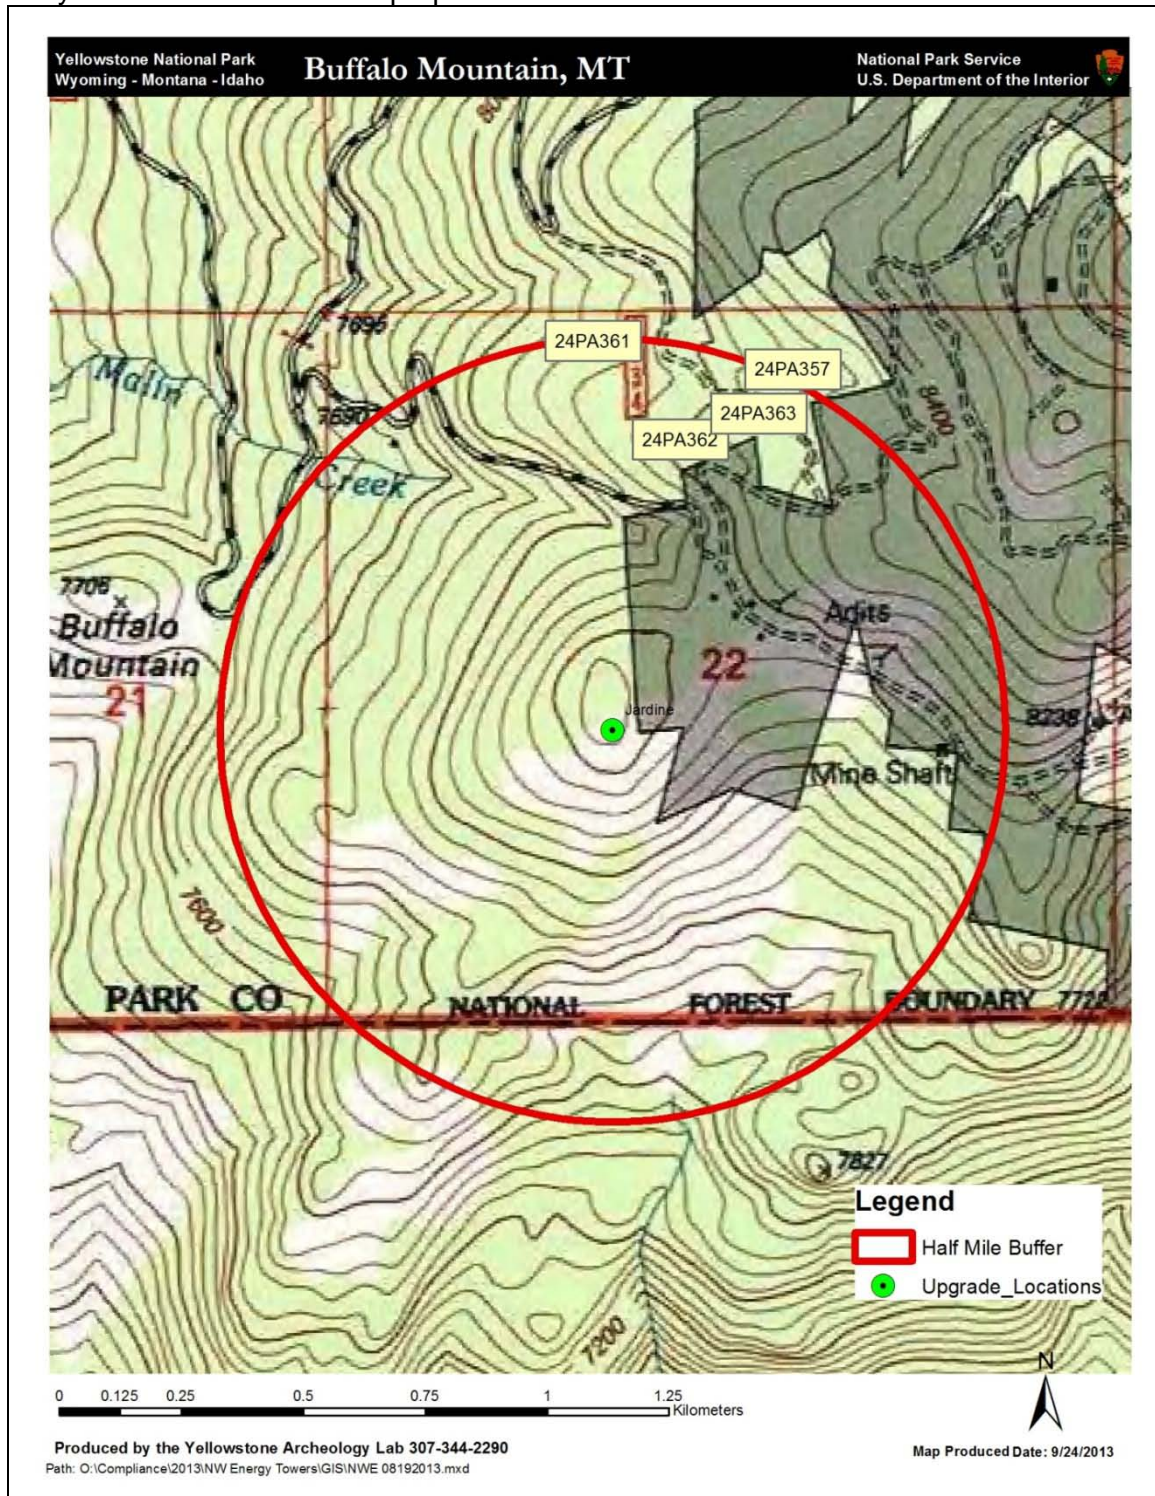 Yellowstone National Park
Wyoming - Montana - Idaho
Buffalo Mountain, MT
National Park Service
U.S. Department of the Interior
7695
24PA361
24PA357
Malin
7690
24PA363
8400
24PA362
Creek
7706
Buffalo
Mountain
21
Adits
22
Jardine
8238
Mine Shaft
7600
PARK CO
NATIONAL FOREST BOUNDARY 7728
7827
7200
Legend
Half Mile Buffer
Upgrade_Locations
N
0 0.125 0.25 0.5 0.75 1 1.25
Kilometers
Produced by the Yellowstone Archeology Lab 307-344-2290
Map Produced Date: 9/24/2013
Path: O:\Compliance\2013\NW Energy Towers\GIS\NWE 08192013.mxd